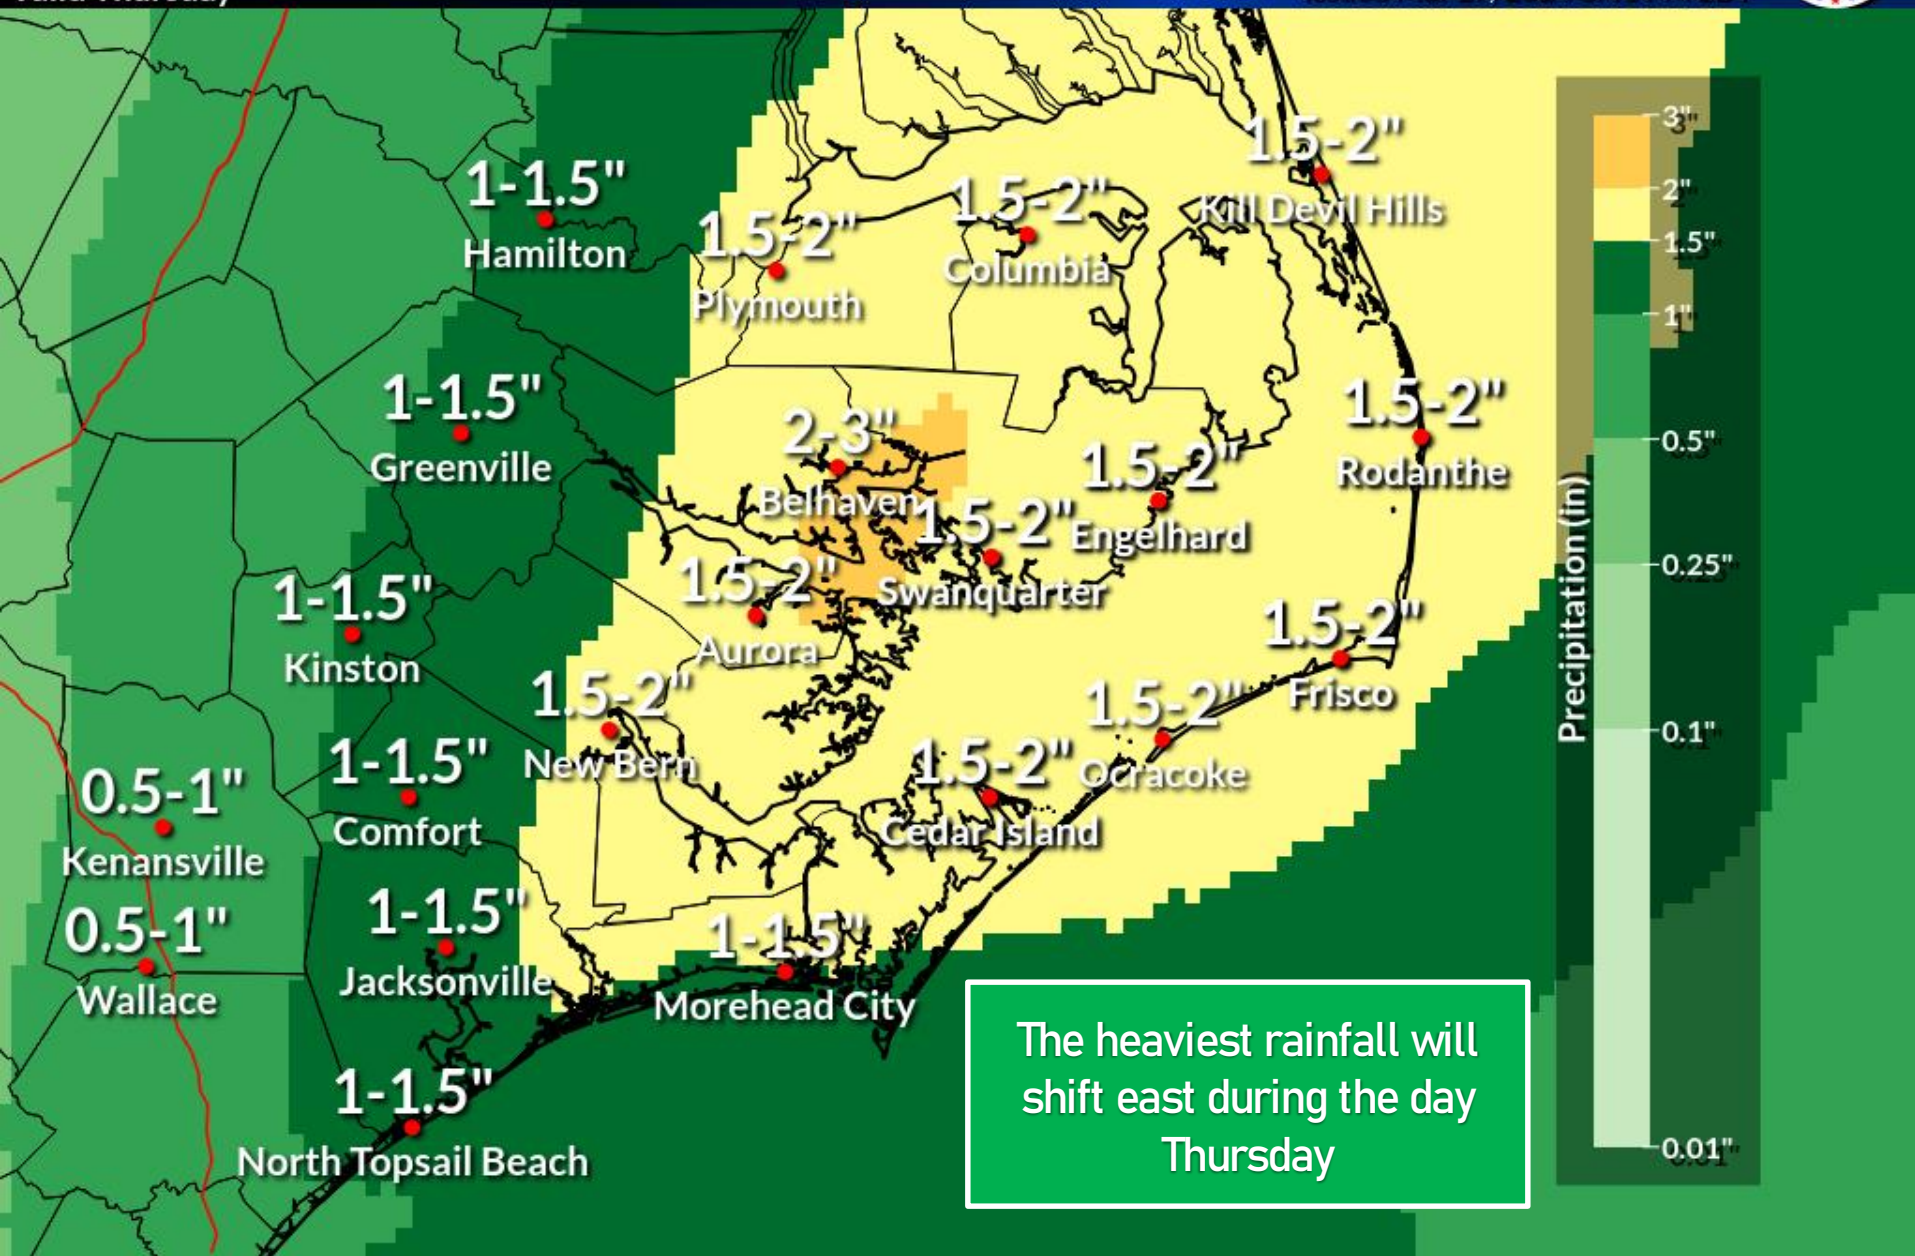 1.5-2"
Kill Devil Hills
1-1.5"
Hamilton
1.5-2"
Plymouth
1.5-2"
Columbia
1-1.5"
Greenville
2-3"
Belhaven
1.5-2"
Engelhard
1.5-2"
Rodanthe
1.5-2"
Swanquarter
1.5-2"
Aurora
1-1.5"
Kinston
1.5-2"
Frisco
1.5-2"
New Bern
1.5-2"
Ocracoke
1-1.5"
Comfort
0.5-1"
Kenansville
1.5-2"
Cedar Island
0.5-1"
Wallace
1-1.5"
Jacksonville
1-1.5"
Morehead City
1-1.5"
North Topsail Beach
The heaviest rainfall will
shift east during the day
Thursday
Precipitation (in)
3"
2"
1.5"
1"
0.5"
0.25"
0.1"
0.01"